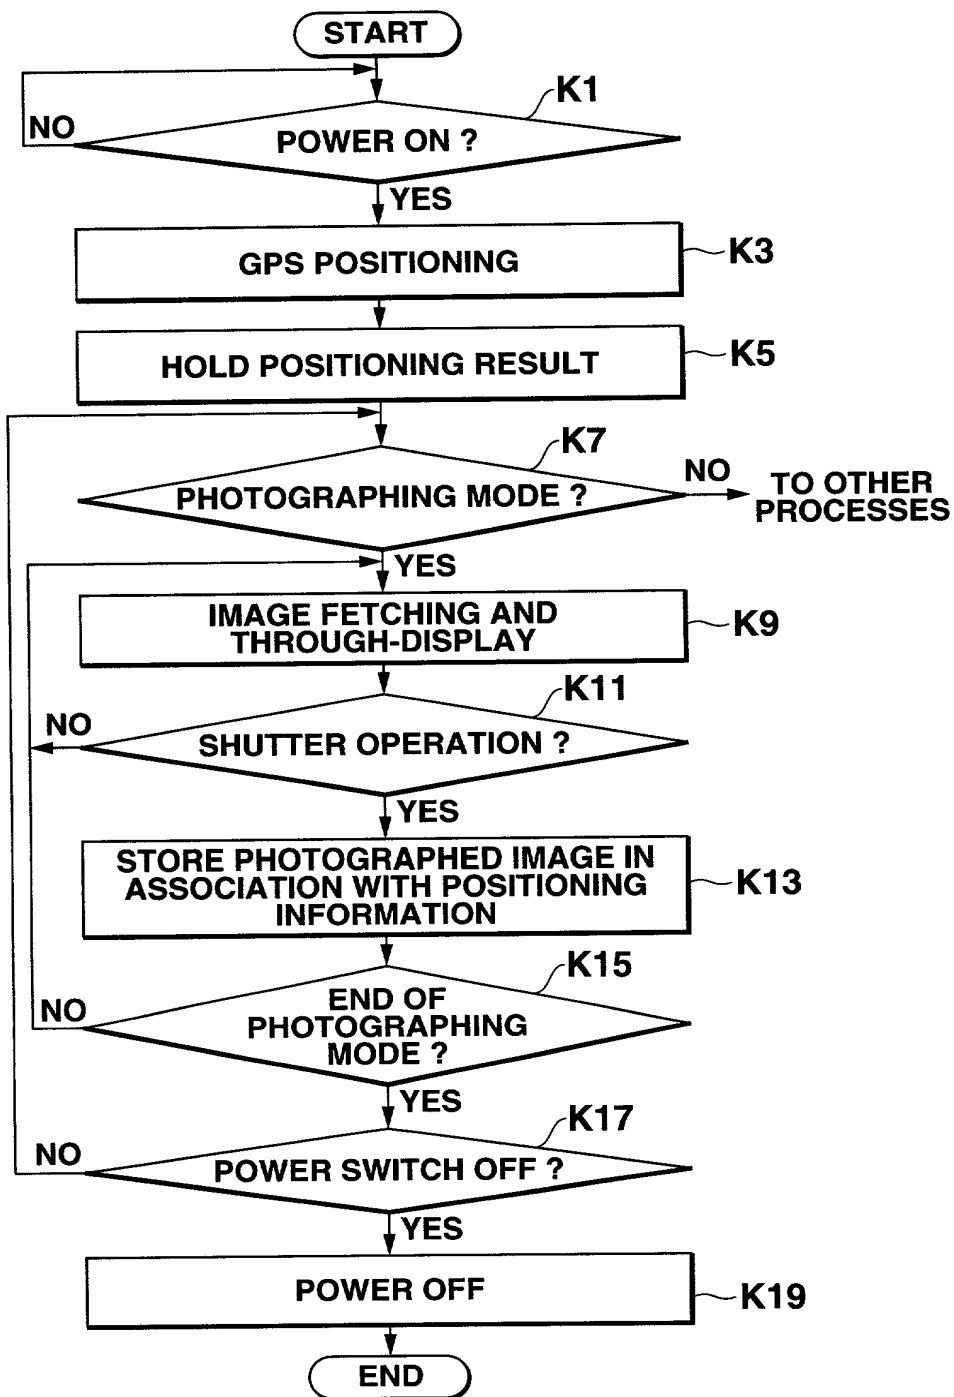 START
K1
NO
POWER ON ?
YES
GPS POSITIONING
K3
HOLD POSITIONING RESULT
K5
K7
NO
PHOTOGRAPHING MODE ?
TO OTHER
PROCESSES
YES
IMAGE FETCHING AND
THROUGH-DISPLAY
K9
K11
NO
SHUTTER OPERATION ?
YES
STORE PHOTOGRAPHED IMAGE IN
ASSOCIATION WITH POSITIONING
INFORMATION
K13
K15
NO
END OF
PHOTOGRAPHING
MODE ?
YES
K17
NO
POWER SWITCH OFF ?
YES
POWER OFF
K19
END